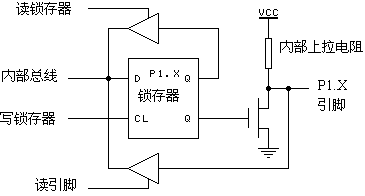 读锁存器
VCC
内部上拉电阻
内部总线
D P1.X Q
锁存器
P1.X
引脚
写锁存器
CL Q
读引脚